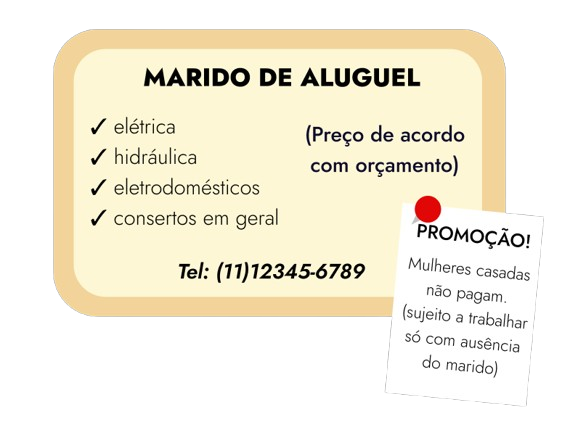 MARIDO DE ALUGUEL
✓ elétrica
✓ hidráulica
✓ eletrodomésticos
✓ consertos em geral
(Preço de acordo
com orçamento)
Tel: (11)12345-6789
PROMOÇÃO!
Mulheres casadas
não pagam.
(sujeito a trabalhar
só com ausência
do marido)